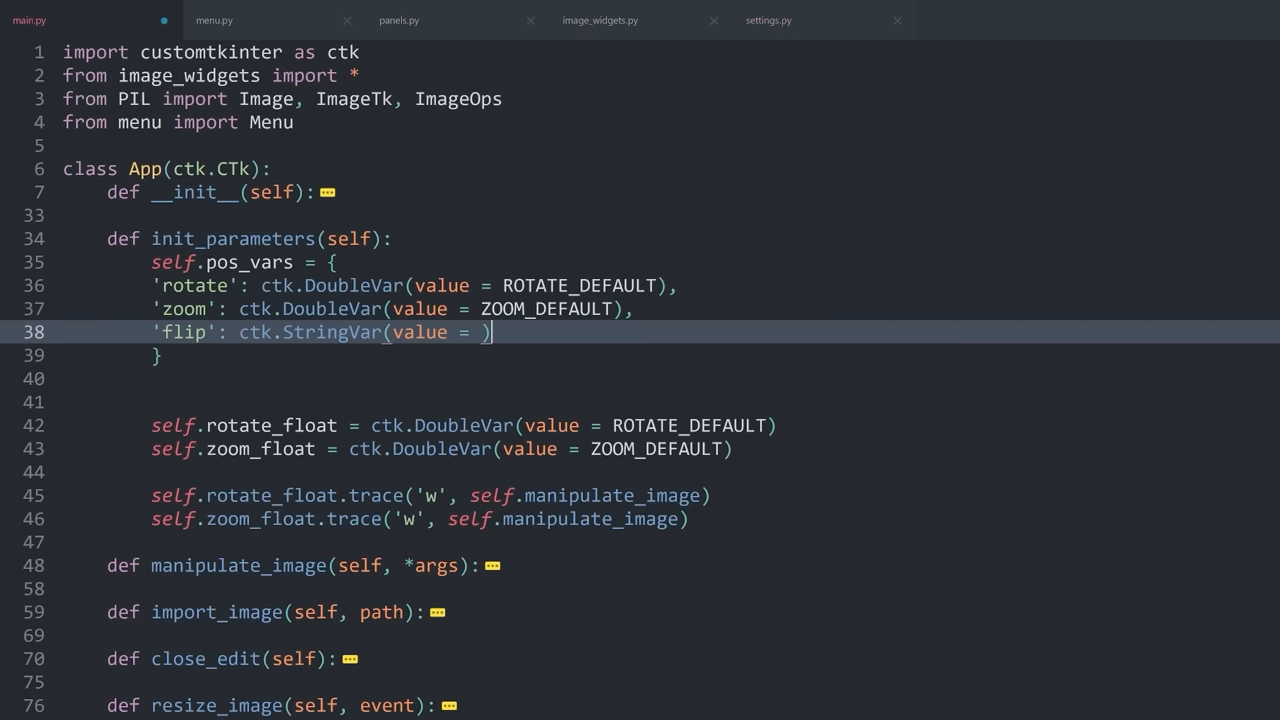 main.py menu.py panels.py image_widgets.py settings.py
1 import customtkinter as ctk
2 from image_widgets import *
3 from PIL import Image, ImageTk, ImageOps
4 from menu import Menu
5
6 class App(ctk.CTk):
7 def __init__(self):
33
34 def init_parameters(self):
35 self.pos_vars = {
36 'rotate': ctk.DoubleVar(value = ROTATE_DEFAULT),
37 'zoom': ctk.DoubleVar(value = ZOOM_DEFAULT),
38 'flip': ctk.StringVar(value = )
39 }
40
41
42 self.rotate_float = ctk.DoubleVar(value = ROTATE_DEFAULT)
43 self.zoom_float = ctk.DoubleVar(value = ZOOM_DEFAULT)
44
45 self.rotate_float.trace('w', self.manipulate_image)
46 self.zoom_float.trace('w', self.manipulate_image)
47
48 def manipulate_image(self, *args):
58
59 def import_image(self, path):
69
70 def close_edit(self):
75
76 def resize_image(self, event):